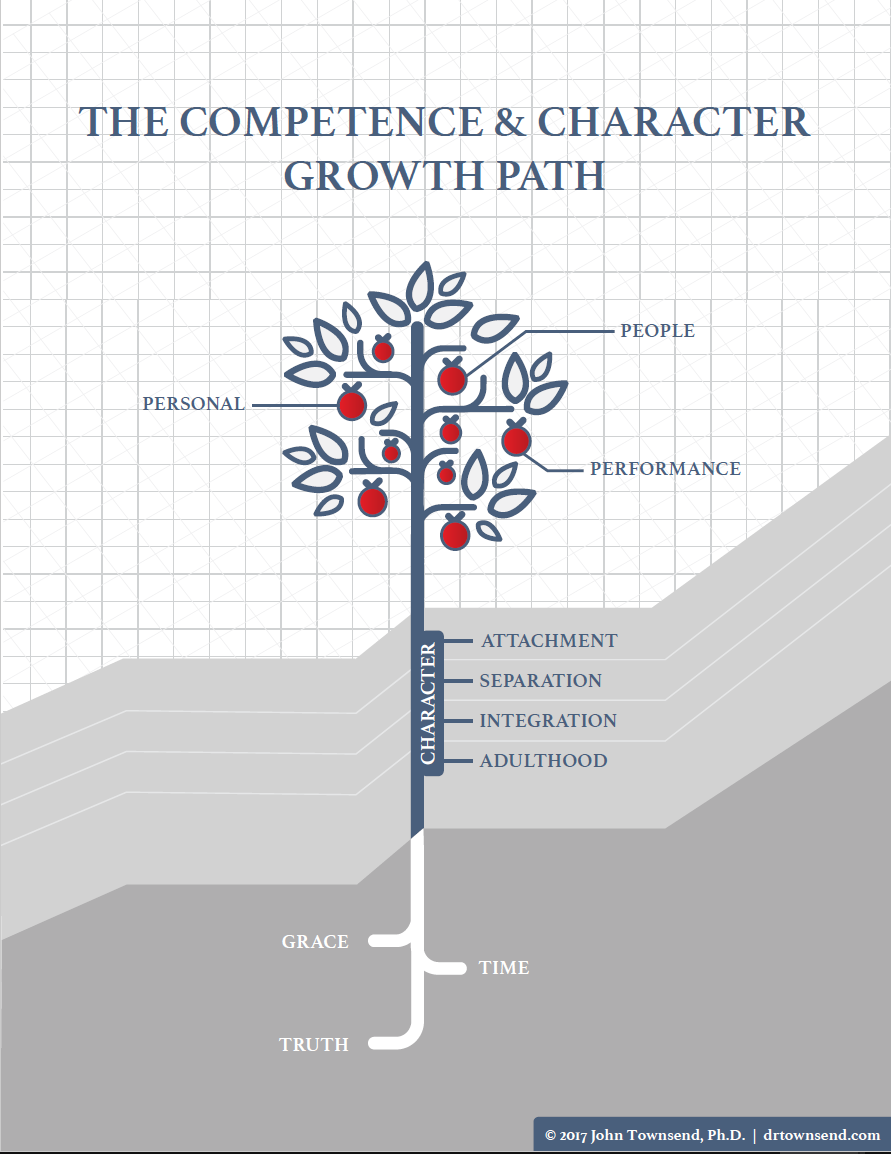 THE COMPETENCE & CHARACTER
GROWTH PATH
PEOPLE
PERSONAL
PERFORMANCE
CHARACTER
ATTACHMENT
SEPARATION
INTEGRATION
ADULTHOOD
GRACE
TIME
TRUTH
© 2017 John Townsend, Ph.D. | drtownsend.com